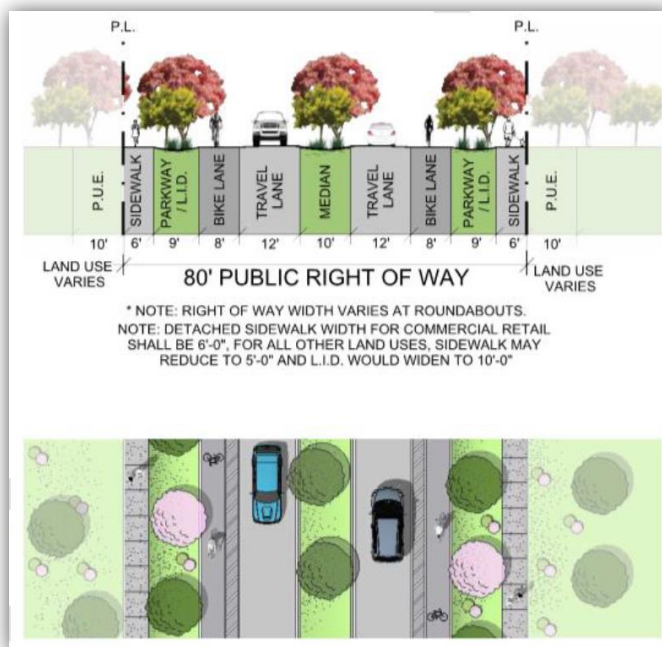 P.L. P.L.
P.U.E.
SIDEWALK
PARKWAY
/ L.I.D.
BIKE LANE
TRAVEL
LANE
MEDIAN
TRAVEL
LANE
BIKE LANE
PARKWAY
/ L.I.D.
SIDEWALK
P.U.E.
10' 6' 9' 8' 12' 10' 12' 8' 9' 6' 10'
LAND USE
VARIES
80' PUBLIC RIGHT OF WAY
LAND USE
VARIES
* NOTE: RIGHT OF WAY WIDTH VARIES AT ROUNDABOUTS.
NOTE: DETACHED SIDEWALK WIDTH FOR COMMERCIAL RETAIL
SHALL BE 6'-0", FOR ALL OTHER LAND USES, SIDEWALK MAY
REDUCE TO 5'-0" AND L.I.D. WOULD WIDEN TO 10'-0"